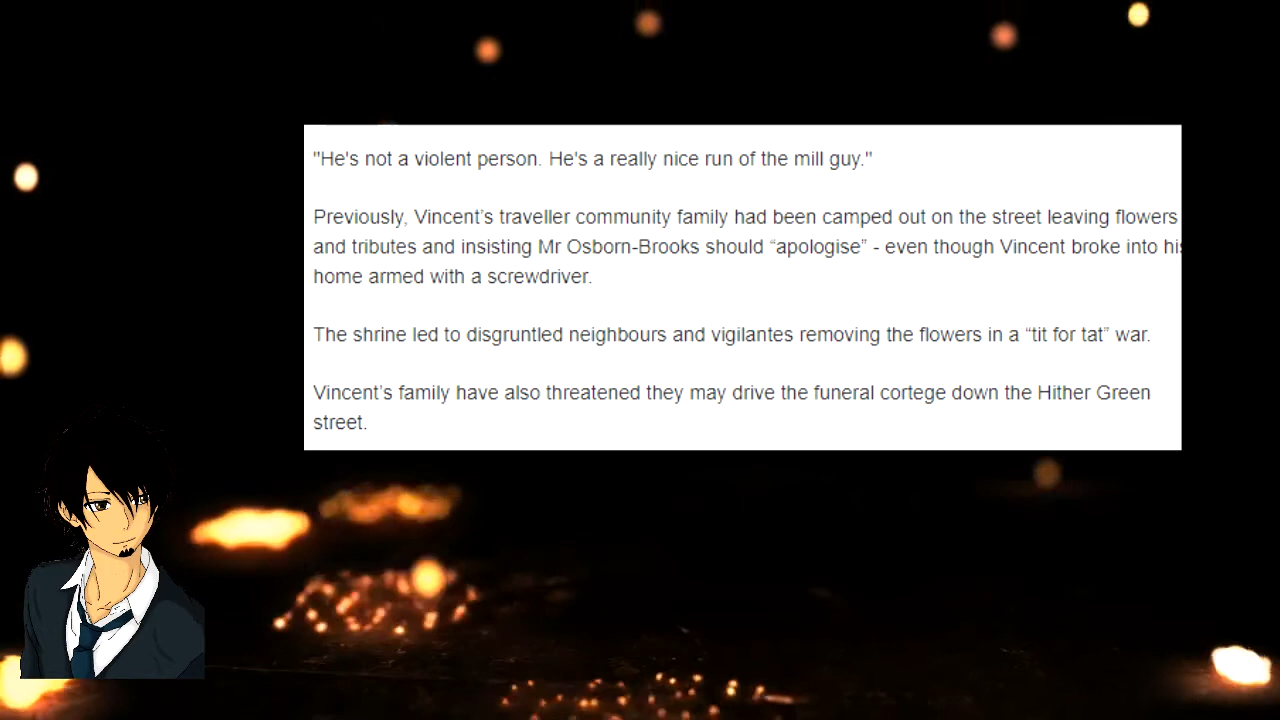 "He's not a violent person. He's a really nice run of the mill guy."
Previously, Vincent’s traveller community family had been camped out on the street leaving flowers
and tributes and insisting Mr Osborn-Brooks should “apologise” - even though Vincent broke into his
home armed with a screwdriver.
The shrine led to disgruntled neighbours and vigilantes removing the flowers in a “tit for tat” war.
Vincent’s family have also threatened they may drive the funeral cortege down the Hither Green
street.